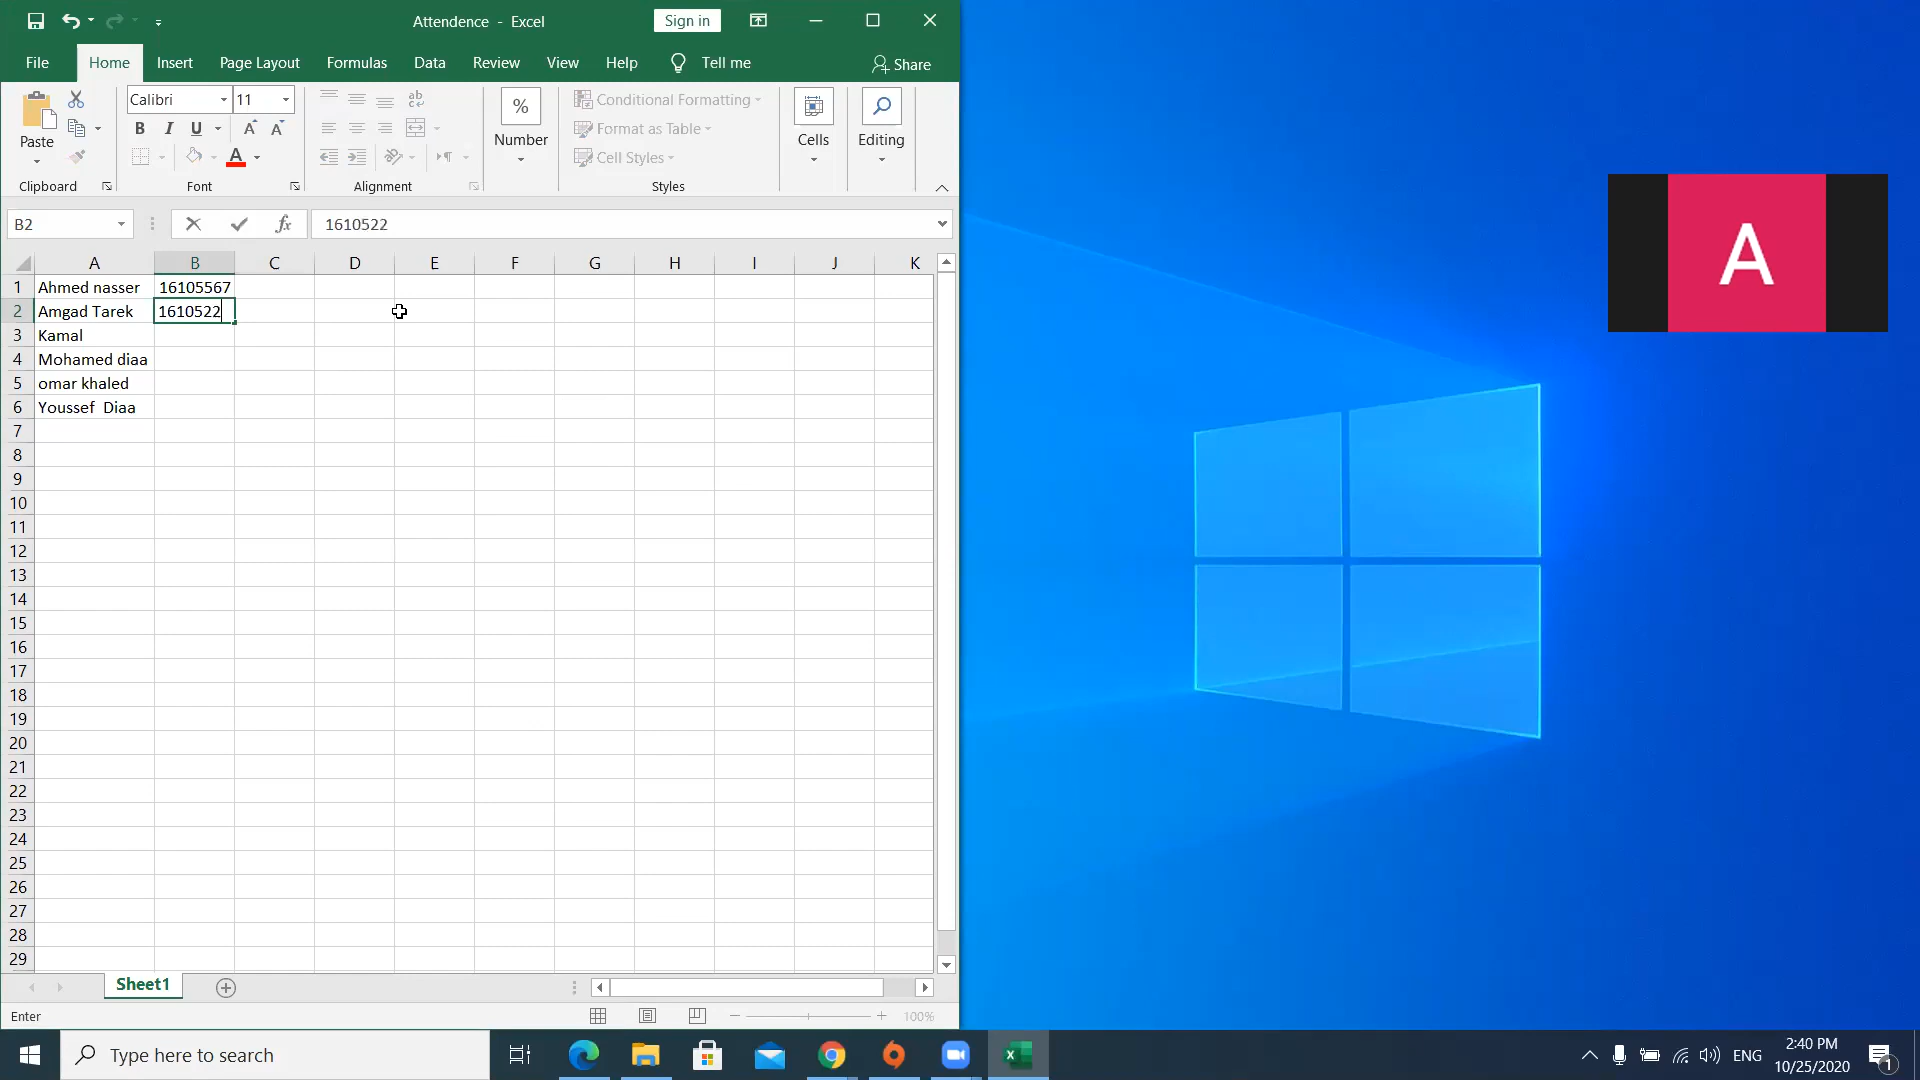 Attendence - Excel
Sign in
File Home Insert Page Layout Formulas Data Review View Help Tell me Share
Calibri 11
Paste
B I U A A
A
ab
%
Number
Conditional Formatting
Format as Table
Cell Styles
Cells
Editing
Clipboard Font Alignment Styles
B2 fx 1610522
A B C D E F G H I J K
1 Ahmed nasser 16105567
2 Amgad Tarek 1610522
3 Kamal
4 Mohamed diaa
5 omar khaled
6 Youssef  Diaa
7
8
9
10
11
12
13
14
15
16
17
18
19
20
21
22
23
24
25
26
27
28
29
Sheet1
Enter 100%
A
Type here to search
ENG
2:40 PM
10/25/2020
1